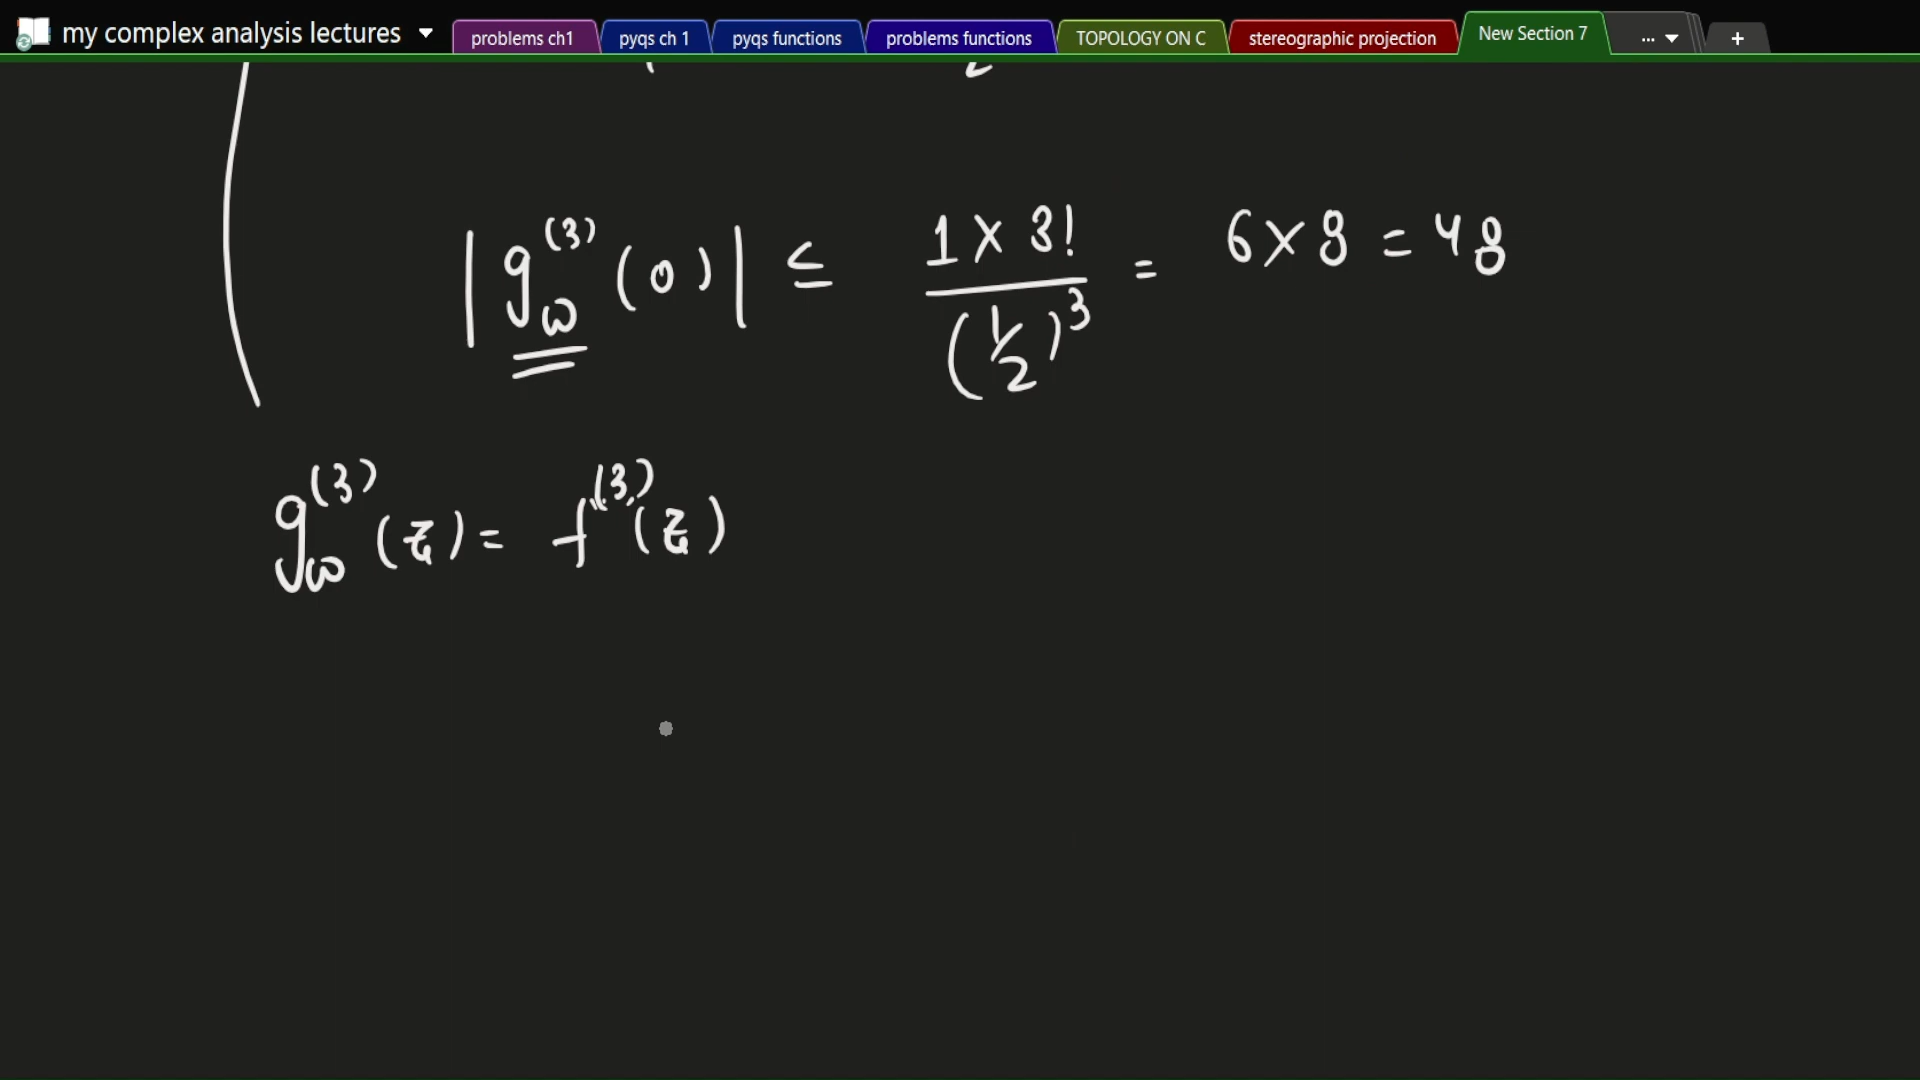 my complex analysis lectures problems ch1 pyqs ch 1 pyqs functions problems functions TOPOLOGY ON C stereographic projection New Section 7 ... +
|g_ω^(3)(0)| ≤ 1 × 3! / (1/2)^3 = 6 × 8 = 48
g_ω^(3)(z) = f^(3)(z)